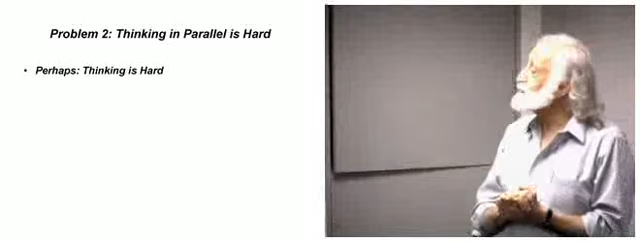 Problem 2: Thinking in Parallel is Hard
• Perhaps: Thinking is Hard